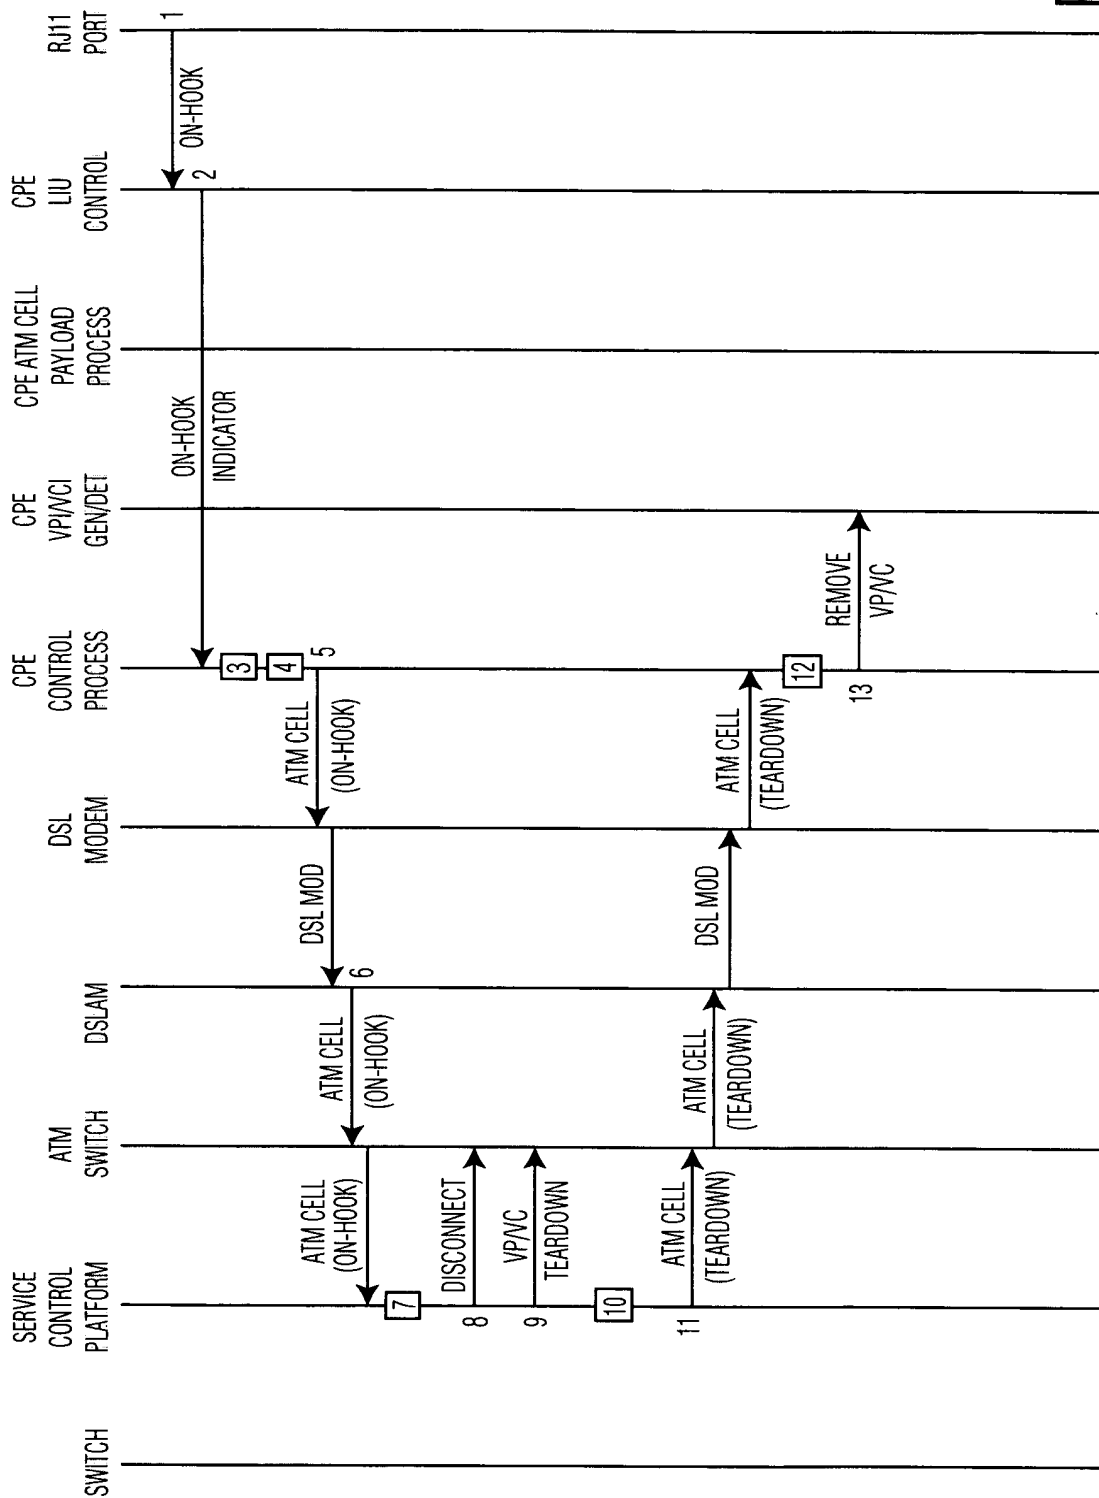 SWITCH
SERVICE
CONTROL
PLATFORM
ATM
SWITCH
DSLAM
DSL
MODEM
CPE
CONTROL
PROCESS
CPE
VPI/VCI
GEN/DET
CPE ATM CELL
PAYLOAD
PROCESS
CPE
LIU
CONTROL
RJ11
PORT
1
ON-HOOK
2
ON-HOOK
INDICATOR
3
4
5
ATM CELL
(ON-HOOK)
DSL MOD
6
ATM CELL
(ON-HOOK)
ATM CELL
(ON-HOOK)
7
DISCONNECT
8
VP/VC
TEARDOWN
9
10
ATM CELL
(TEARDOWN)
11
ATM CELL
(TEARDOWN)
DSL MOD
ATM CELL
(TEARDOWN)
12
REMOVE
VP/VC
13